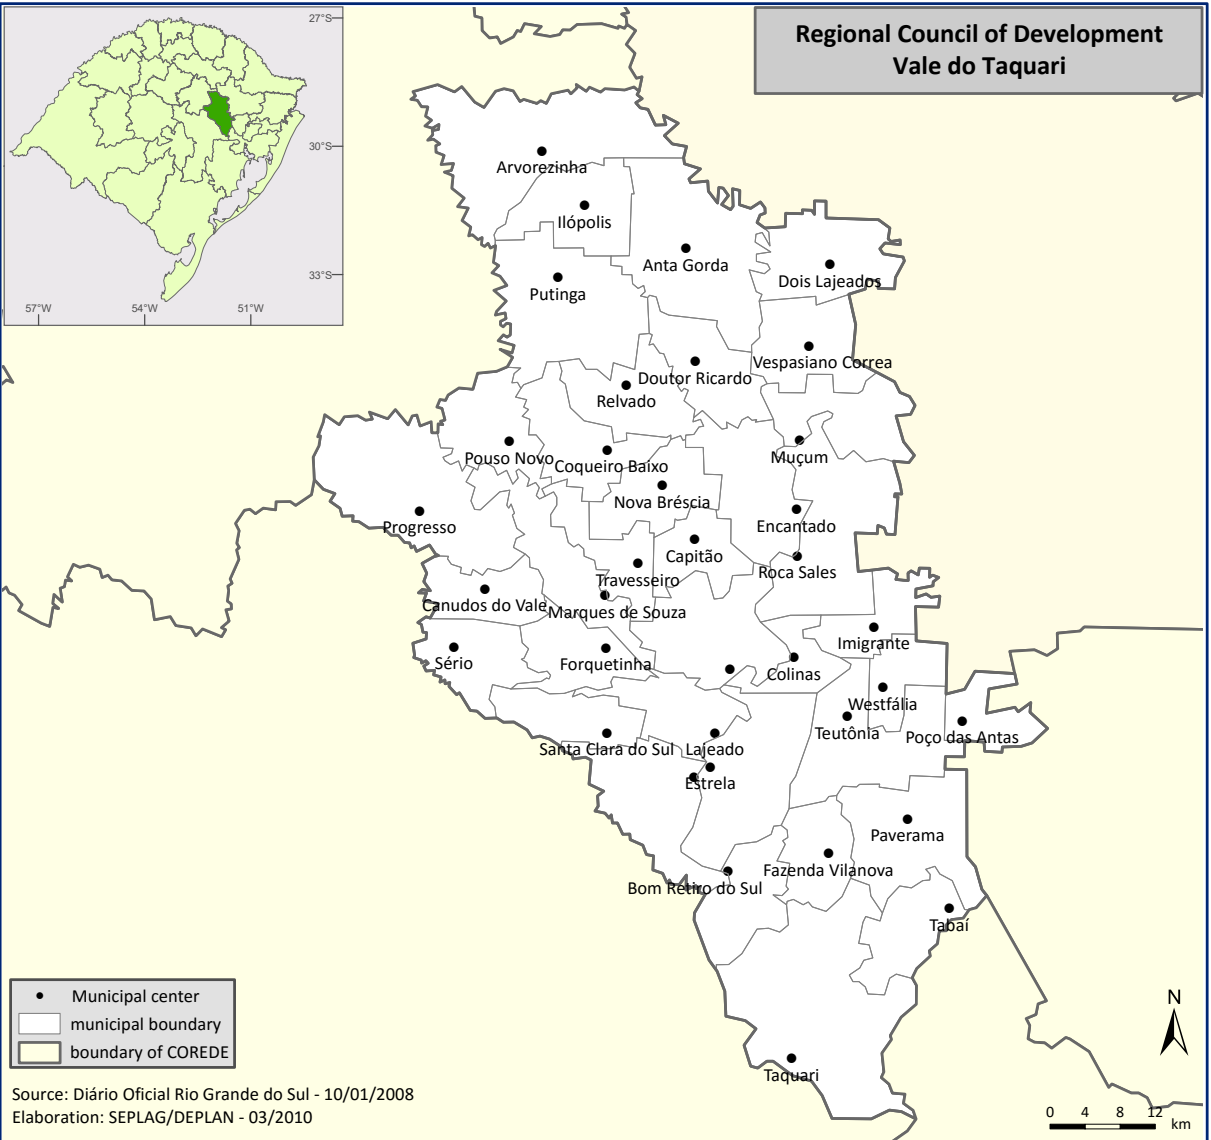 Regional Council of Development
Vale do Taquari
27°S
30°S
33°S
57°W
54°W
51°W
Arvorezinha
Ilópolis
Anta Gorda
Dois Lajeados
Putinga
Vespasiano Correa
Doutor Ricardo
Relvado
Muçum
Pouso Novo
Coqueiro Baixo
Nova Bréscia
Progresso
Encantado
Capitão
Roca Sales
Travesseiro
Canudos do Vale
Marques de Souza
Imigrante
Sério
Forquetinha
Colinas
Westfália
Teutônia
Poço das Antas
Santa Clara do Sul
Lajeado
Estrela
Paverama
Fazenda Vilanova
Bom Retiro do Sul
Tabaí
Taquari
Municipal center
municipal boundary
boundary of COREDE
Source: Diário Oficial Rio Grande do Sul - 10/01/2008
Elaboration: SEPLAG/DEPLAN - 03/2010
N
0 4 8 12
km